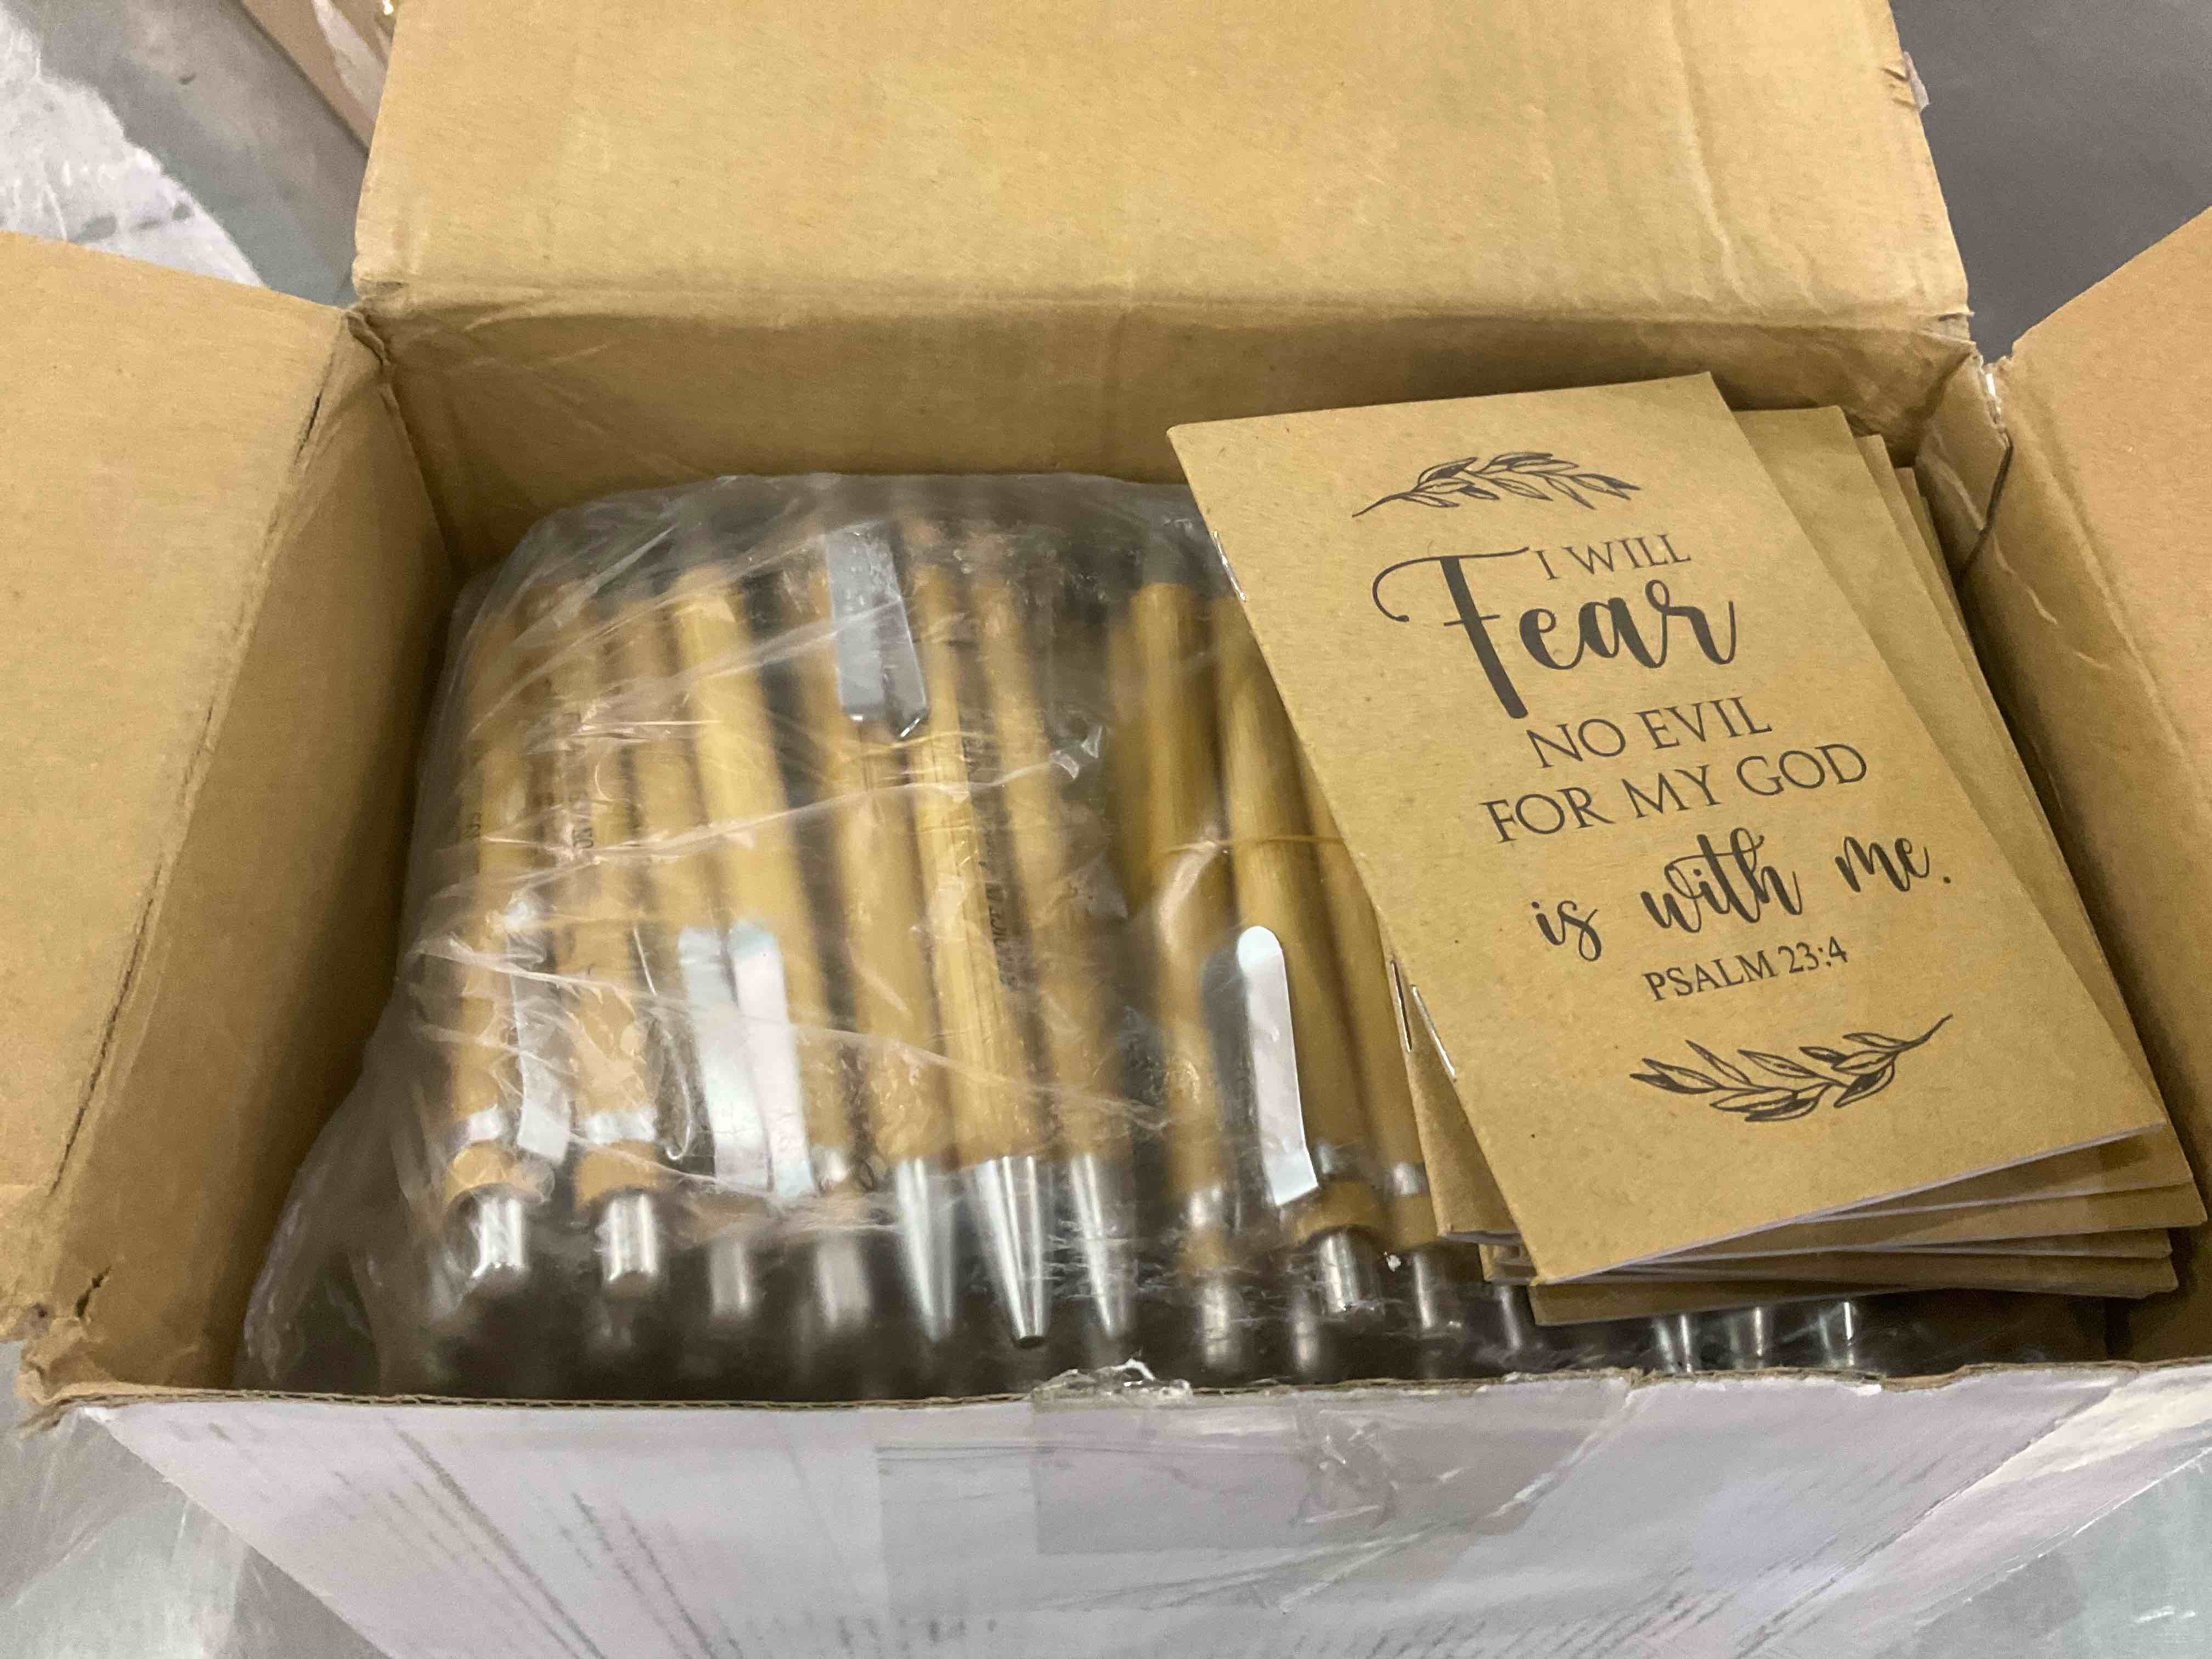 I WILL
Fear
NO EVIL
FOR MY GOD
is with me.
PSALM 23:4